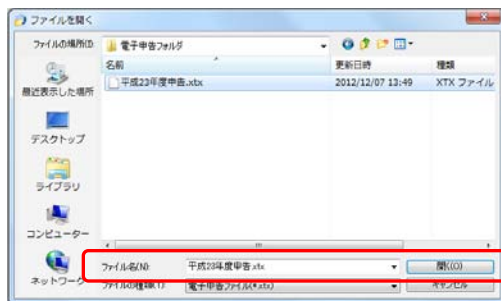 ファイルを開く
ファイルの場所(I): 電子申告フォルダ
名前 更新日時 種類
平成23年度申告.xtx 2012/12/07 13:49 XTX ファイル
最近表示した場所
デスクトップ
ライブラリ
コンピューター
ネットワーク
ファイル名(N): 平成23年度申告.xtx 開く(O)
ファイルの種類(T): 電子申告ファイル(*.xtx) キャンセル